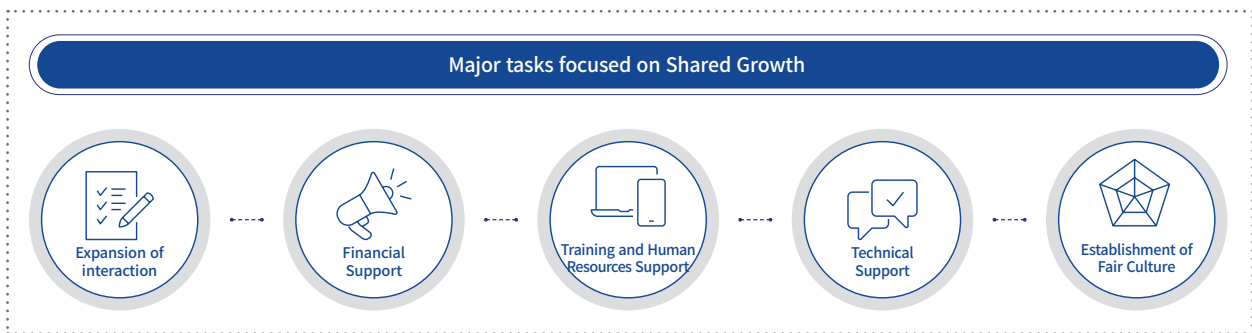 Major tasks focused on Shared Growth
Expansion of
interaction
Financial
Support
Training and Human
Resources Support
Technical
Support
Establishment of
Fair Culture